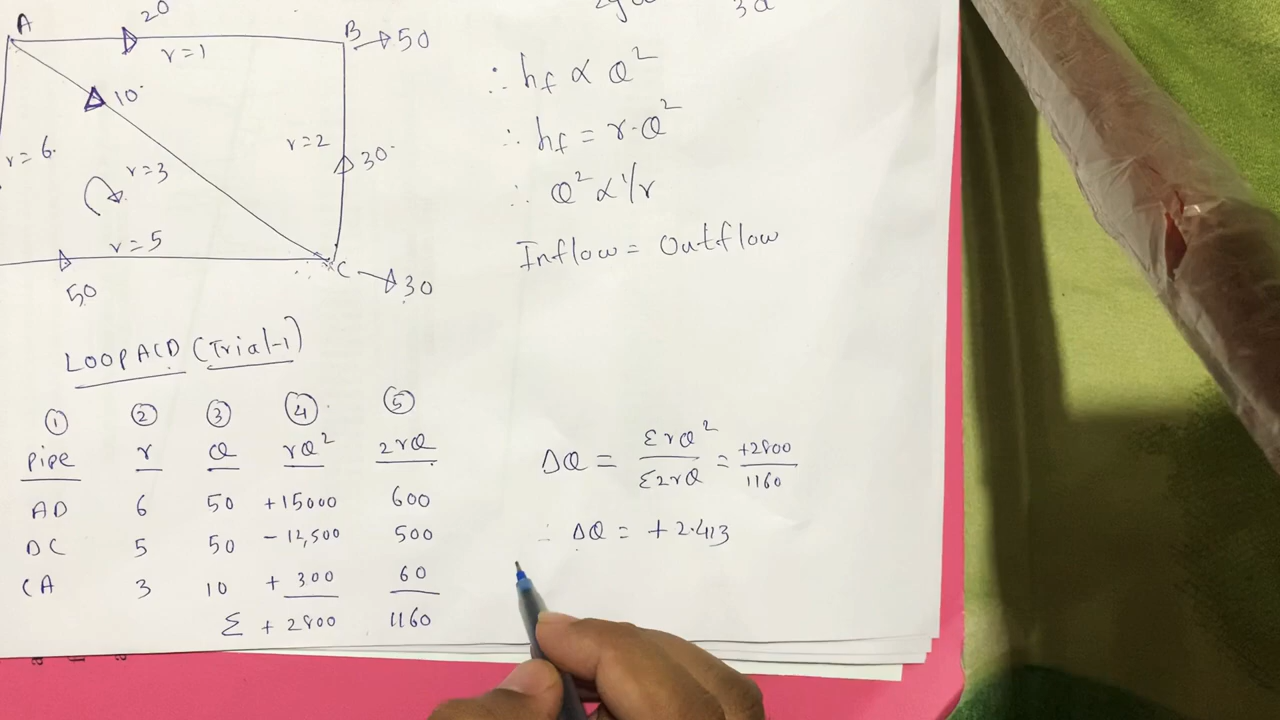 A
20
r=1
B
50
10
r=6
r=3
r=2
30
r=5
50
C
30
3d
∴ hf ∝ Q²
∴ hf = r·Q²
∴ Q² ∝ 1/r
Inflow = Outflow
LOOP ACD (Trial-1)
① ② ③ ④ ⑤
Pipe r Q rQ² 2rQ
AD 6 50 +15000 600
DC 5 50 -12,500 500
CA 3 10 + 300 60
Σ + 2800 1160
ΔQ = ΣrQ² / Σ2rQ = +2800 / 1160
∴ ΔQ = +2.413